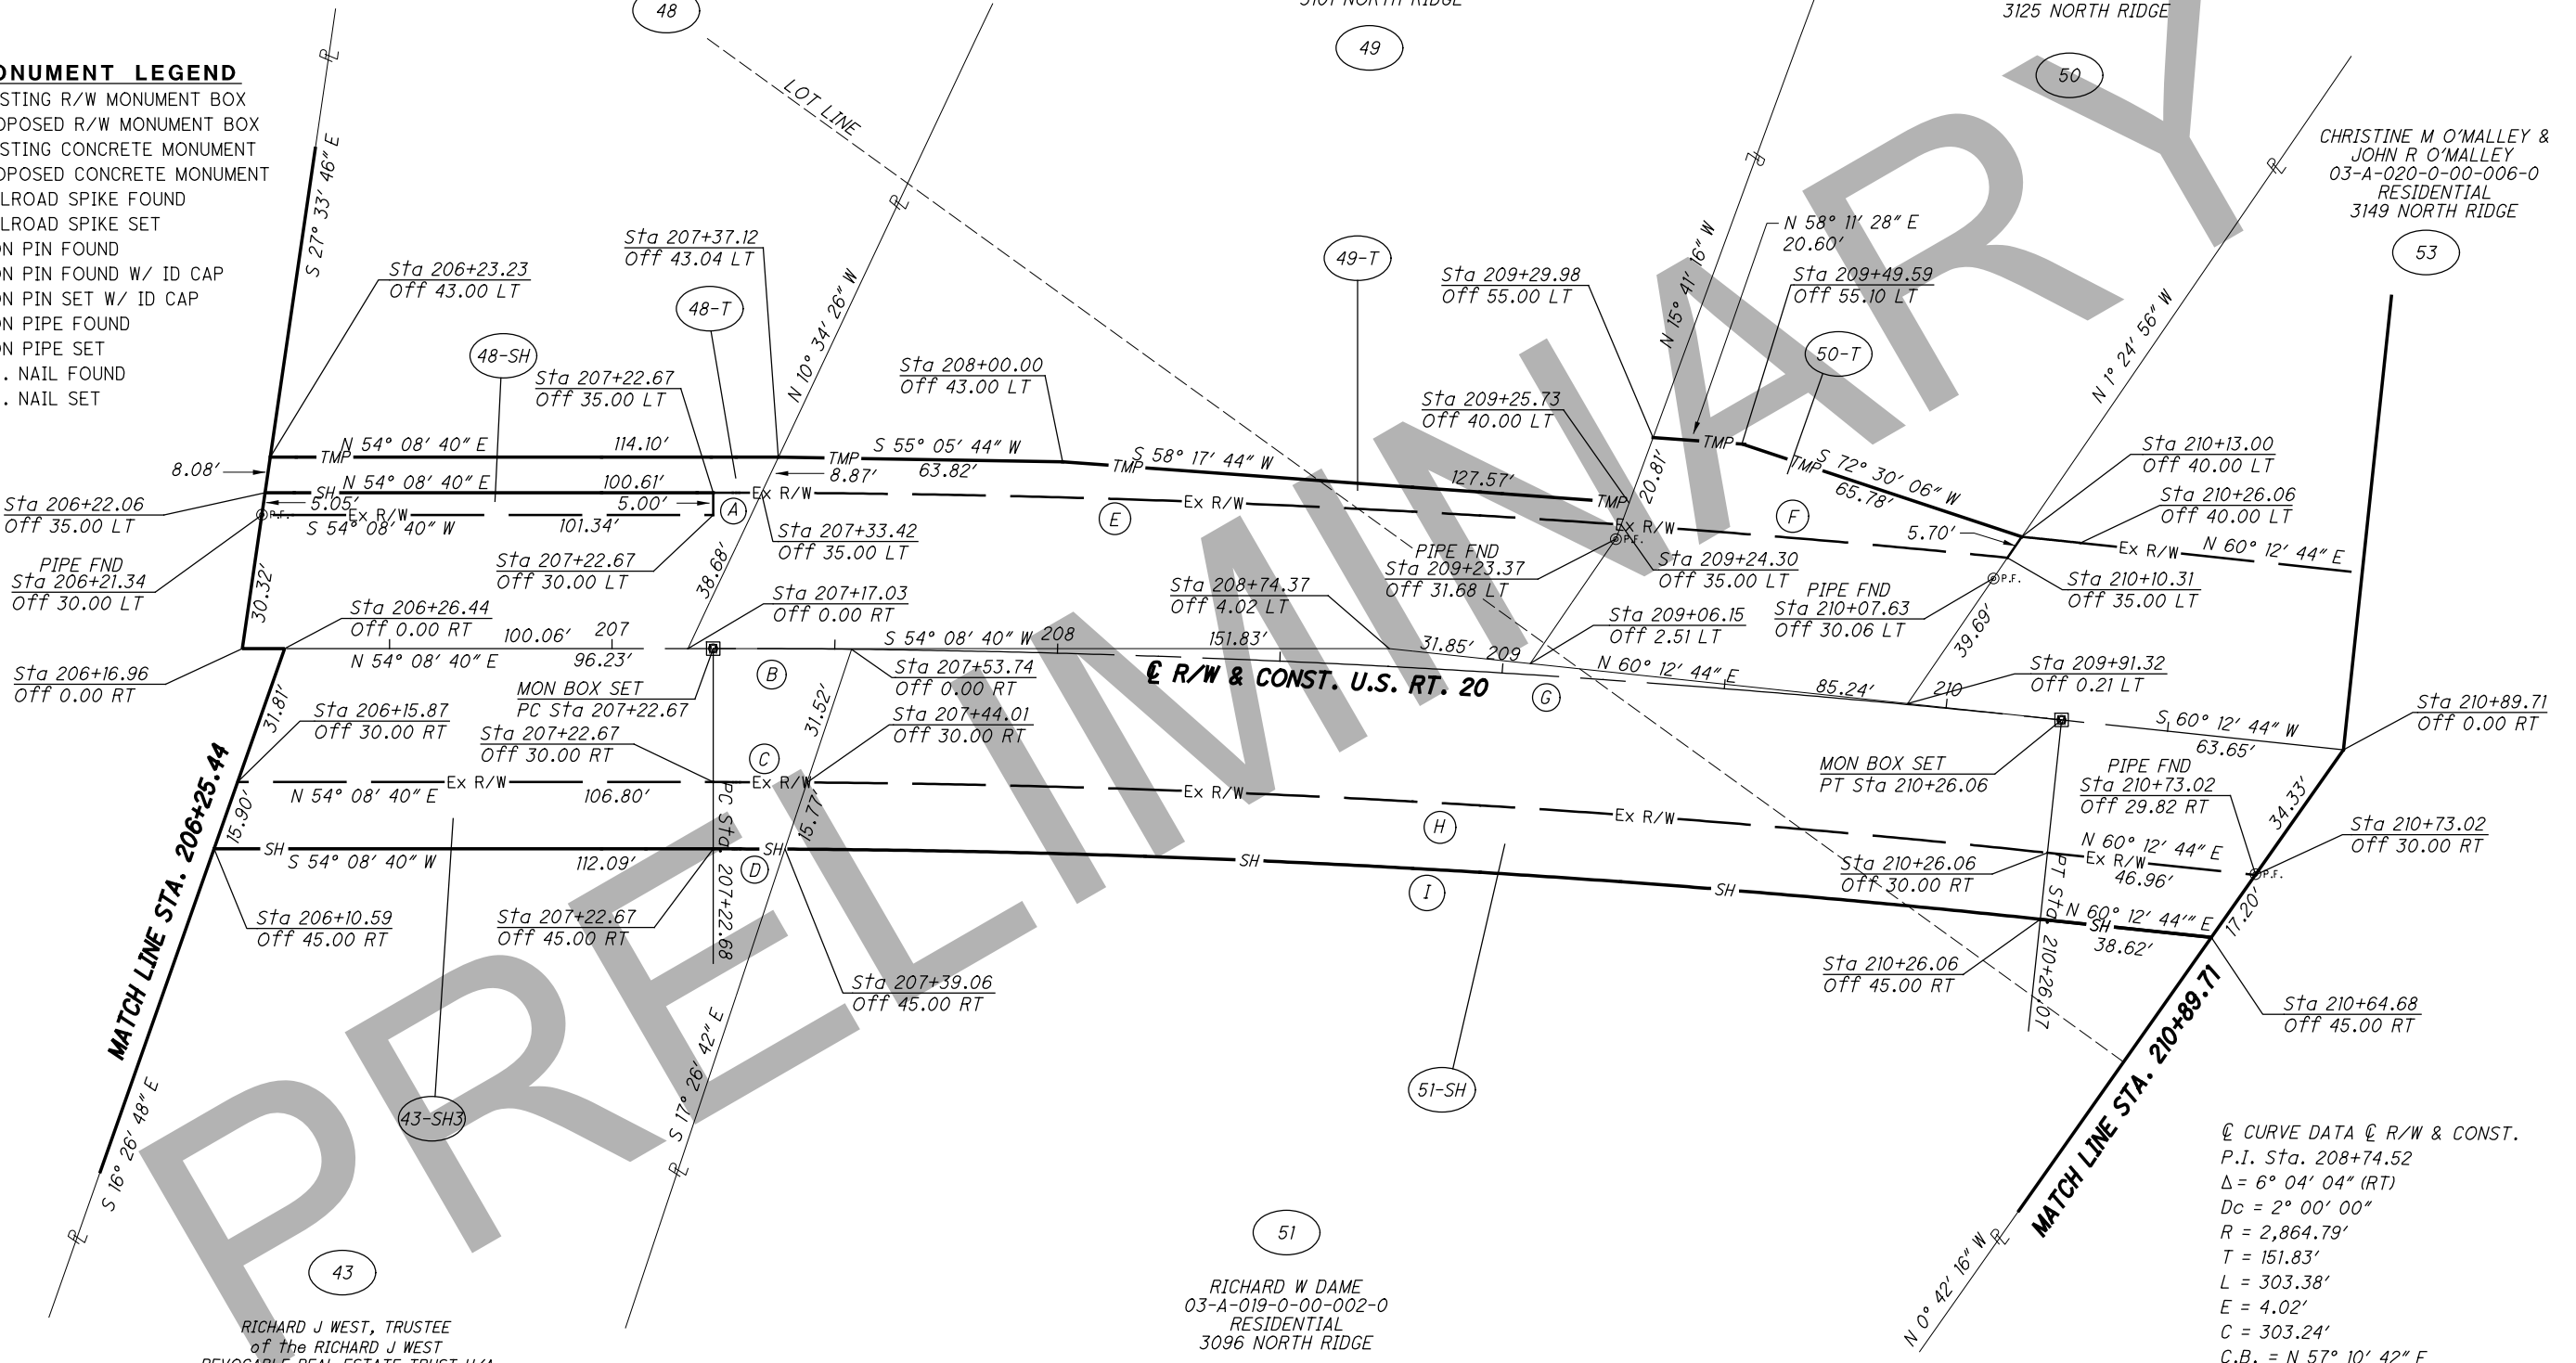 48
3101 NORTH RIDGE
49
3125 NORTH RIDGE
50
MONUMENT LEGEND
STING R/W MONUMENT BOX
OPOSED R/W MONUMENT BOX
STING CONCRETE MONUMENT
OPOSED CONCRETE MONUMENT
LROAD SPIKE FOUND
LROAD SPIKE SET
ON PIN FOUND
ON PIN FOUND W/ ID CAP
ON PIN SET W/ ID CAP
ON PIPE FOUND
ON PIPE SET
. NAIL FOUND
. NAIL SET
CHRISTINE M O'MALLEY &
JOHN R O'MALLEY
03-A-020-0-00-006-0
RESIDENTIAL
3149 NORTH RIDGE
53
PRELIMINARY
LOT LINE
S 27° 33' 46" E
N 10° 34' 26" W
N 15° 41' 16" W
N 1° 24' 56" W
N 58° 11' 28" E
20.60'
Sta 206+23.23
Off 43.00 LT
Sta 207+37.12
Off 43.04 LT
48-T
48-SH
Sta 207+22.67
Off 35.00 LT
Sta 208+00.00
Off 43.00 LT
49-T
Sta 209+29.98
Off 55.00 LT
Sta 209+49.59
Off 55.10 LT
50-T
Sta 209+25.73
Off 40.00 LT
Sta 210+13.00
Off 40.00 LT
Sta 210+26.06
Off 40.00 LT
8.08'
TMP
N 54° 08' 40" E
114.10'
TMP
S 55° 05' 44" W
63.82'
TMP
S 58° 17' 44" W
127.57'
TMP
20.81'
TMP
TMP
S 72° 30' 06" W
65.78'
8.87'
Sta 206+22.06
Off 35.00 LT
SH
N 54° 08' 40" E
100.61'
Ex R/W
5.05'
5.00'
P.F.
Ex R/W
S 54° 08' 40" W
101.34'
A
E
Ex R/W
Ex R/W
F
5.70'
Ex R/W
N 60° 12' 44" E
PIPE FND
Sta 206+21.34
Off 30.00 LT
Sta 207+22.67
Off 30.00 LT
Sta 207+33.42
Off 35.00 LT
PIPE FND
Sta 209+23.37
Off 31.68 LT
P.F.
Sta 209+24.30
Off 35.00 LT
PIPE FND
Sta 210+07.63
Off 30.06 LT
P.F.
Sta 210+10.31
Off 35.00 LT
30.32'
38.68'
39.69'
Sta 206+26.44
Off 0.00 RT
Sta 207+17.03
Off 0.00 RT
Sta 208+74.37
Off 4.02 LT
Sta 209+06.15
Off 2.51 LT
100.06'
207
N 54° 08' 40" E
96.23'
S 54° 08' 40" W
208
151.83'
31.85'
209
N 60° 12' 44" E
85.24'
210
Sta 209+91.32
Off 0.21 LT
S 60° 12' 44" W
63.65'
Sta 206+16.96
Off 0.00 RT
MON BOX SET
PC Sta 207+22.67
B
Sta 207+53.74
Off 0.00 RT
℄ R/W & CONST. U.S. RT. 20
G
Sta 210+89.71
Off 0.00 RT
31.81'
31.52'
Sta 206+15.87
Off 30.00 RT
Sta 207+22.67
Off 30.00 RT
C
Sta 207+44.01
Off 30.00 RT
MON BOX SET
PT Sta 210+26.06
PIPE FND
Sta 210+73.02
Off 29.82 RT
34.33'
Sta 210+73.02
Off 30.00 RT
MATCH LINE STA. 206+25.44
15.90'
Ex R/W
N 54° 08' 40" E
106.80'
Ex R/W
15.77'
Ex R/W
H
Ex R/W
N 60° 12' 44" E
Ex R/W
46.96'
P.F.
Sta 210+26.06
Off 30.00 RT
SH
S 54° 08' 40" W
112.09'
SH
D
SH
I
SH
N 60° 12' 44'" E
SH
38.62'
17.20'
PC Sta. 207+22.68
PT Sta. 210+26.07
Sta 206+10.59
Off 45.00 RT
Sta 207+22.67
Off 45.00 RT
Sta 207+39.06
Off 45.00 RT
Sta 210+26.06
Off 45.00 RT
Sta 210+64.68
Off 45.00 RT
MATCH LINE STA. 210+89.71
43-SH3
51-SH
S 16° 26' 48" E
S 17° 26' 42" E
N 0° 42' 16" W
43
RICHARD J WEST, TRUSTEE
of the RICHARD J WEST
REVOCABLE REAL ESTATE TRUST U/A
51
RICHARD W DAME
03-A-019-0-00-002-0
RESIDENTIAL
3096 NORTH RIDGE
℄ CURVE DATA ℄ R/W & CONST.
P.I. Sta. 208+74.52
Δ = 6° 04' 04" (RT)
Dc = 2° 00' 00"
R = 2,864.79'
T = 151.83'
L = 303.38'
E = 4.02'
C = 303.24'
C.B. = N 57° 10' 42" E